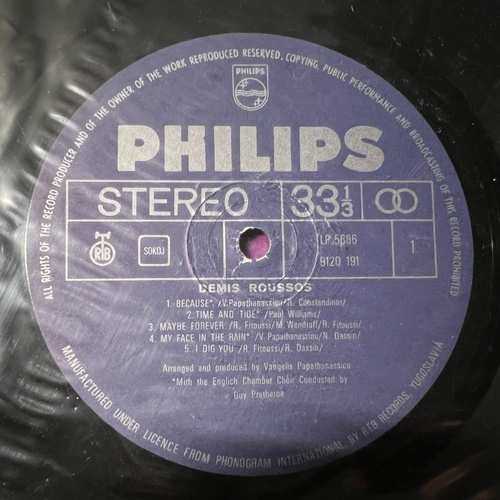 ALL RIGHTS OF THE RECORD PRODUCER AND OF THE OWNER OF THE WORK REPRODUCED RESERVED. COPYING, PUBLIC PERFORMANCE AND BROADCASTING OF THIS RECORD PROHIBITED
PHILIPS
PHILIPS
STEREO 33 1/3
RTB SOKOJ LP 5686 9120 191 1
DEMIS ROUSSOS
1. BECAUSE* /V. Papathanassiou/R. Constandinos/
2. TIME AND TIDE* /Paul Williams/
3. MAYBE FOREVER /R. Fitoussi/M. Wendroff/R. Fitoussi/
4. MY FACE IN THE RAIN* /V. Papathanassiou/N. Dassin/
5. I DIG YOU /R. Fitoussi/R. Dassin/
Arranged and produced by Vangelis Papathanassiou
*With the English Chamber Choir Conducted by
Guy Protheroe
MANUFACTURED UNDER LICENCE FROM PHONOGRAM INTERNATIONAL BY RTB RECORDS, YUGOSLAVIA